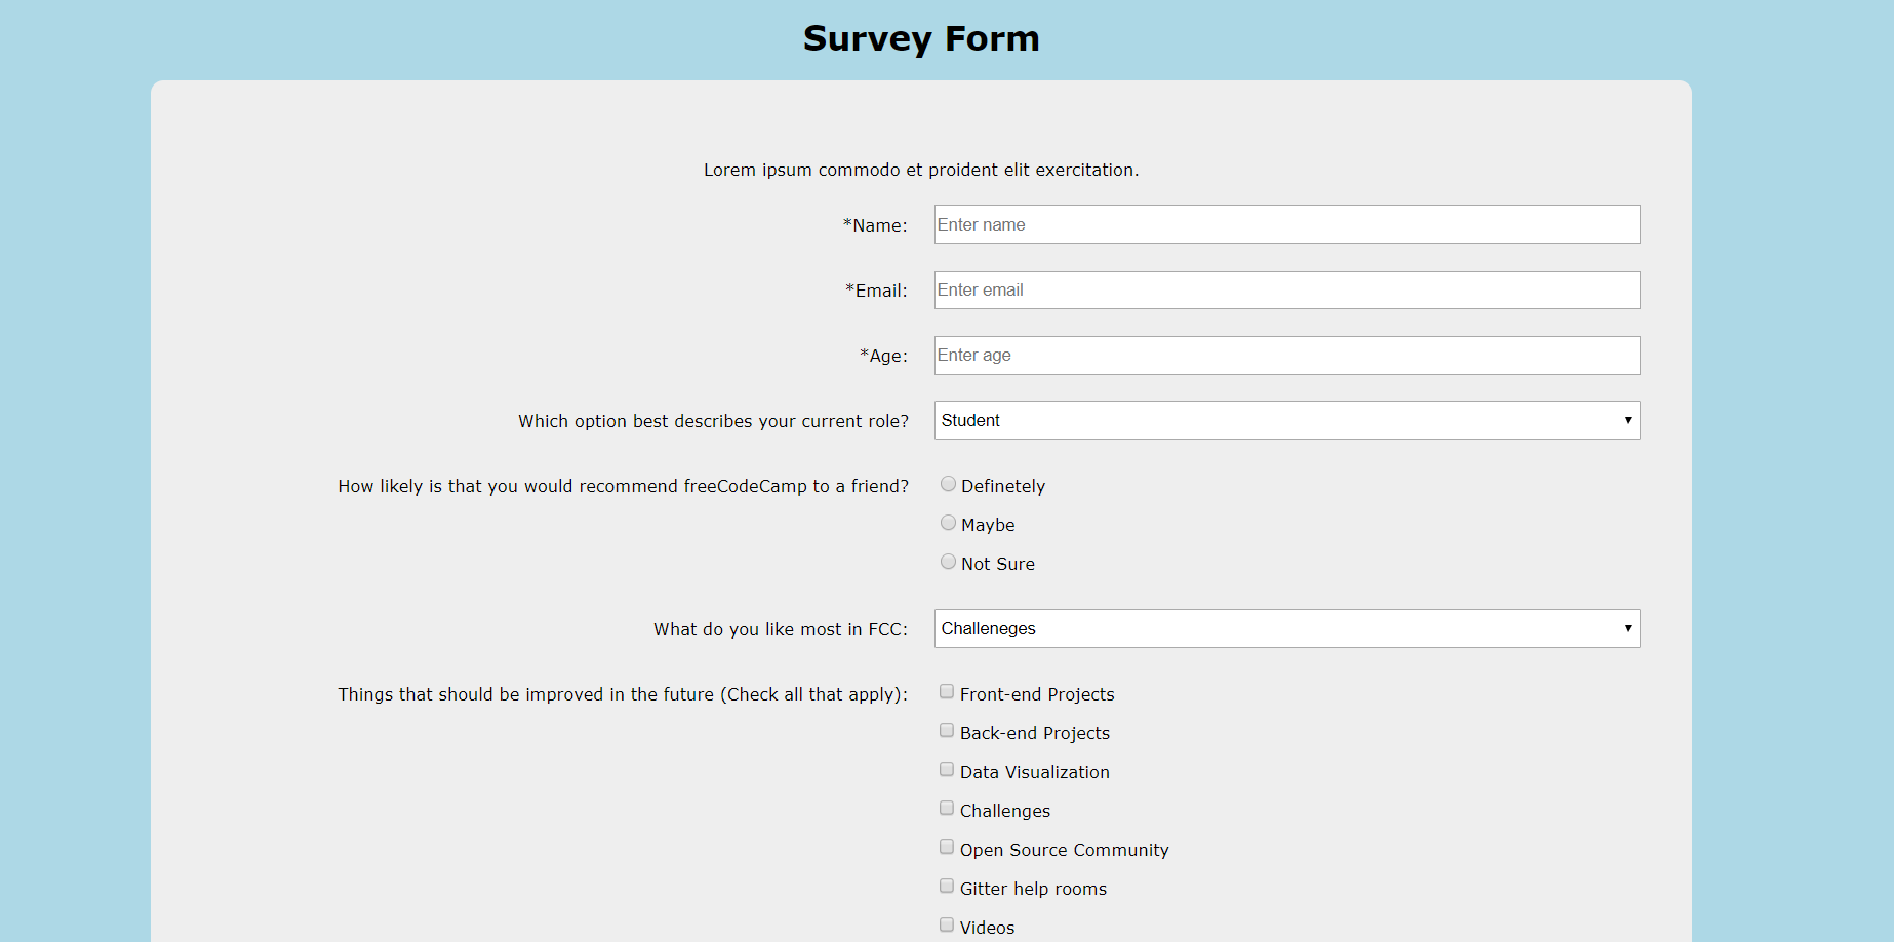 Survey Form
Lorem ipsum commodo et proident elit exercitation.
*Name: Enter name
*Email: Enter email
*Age: Enter age
Which option best describes your current role? Student
How likely is that you would recommend freeCodeCamp to a friend? Definetely
Maybe
Not Sure
What do you like most in FCC: Challeneges
Things that should be improved in the future (Check all that apply): Front-end Projects
Back-end Projects
Data Visualization
Challenges
Open Source Community
Gitter help rooms
Videos